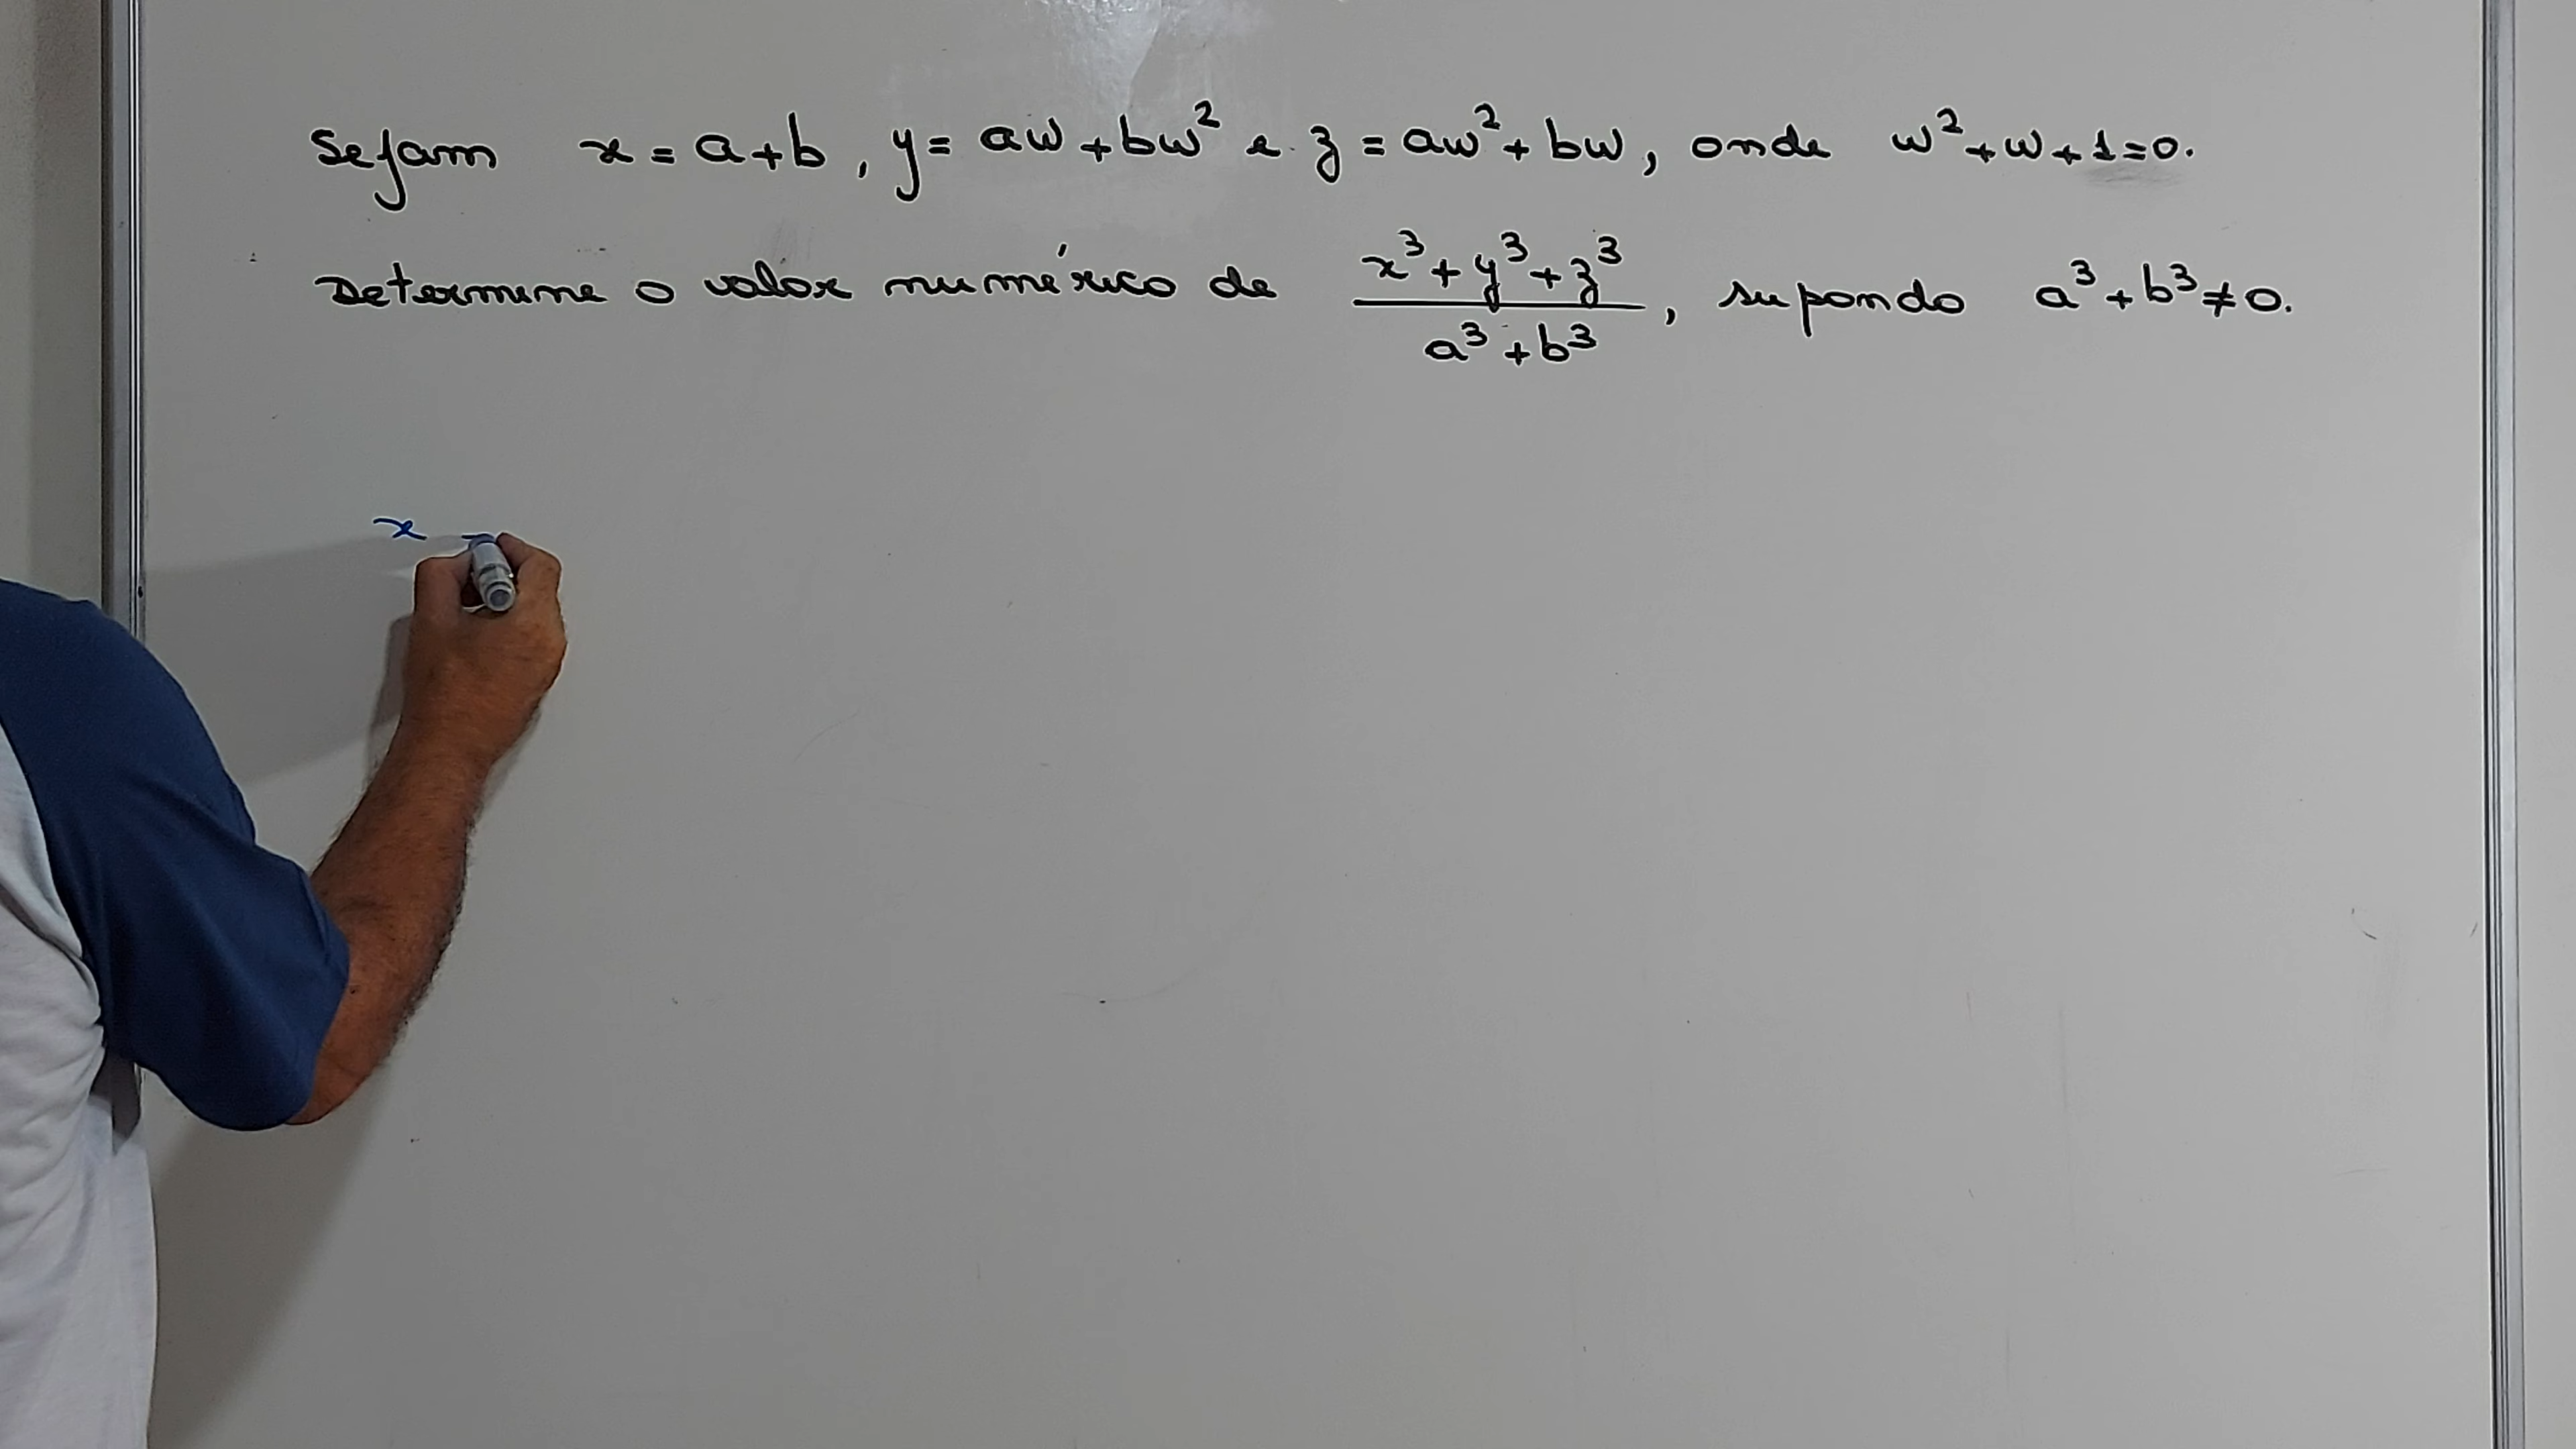 Sejam x = a+b, y = aw + bw² e z = aw² + bw, onde w² + w + 1 = 0.
Determine o valor numérico de (x³ + y³ + z³)/(a³ + b³), supondo a³ + b³ ≠ 0.
x